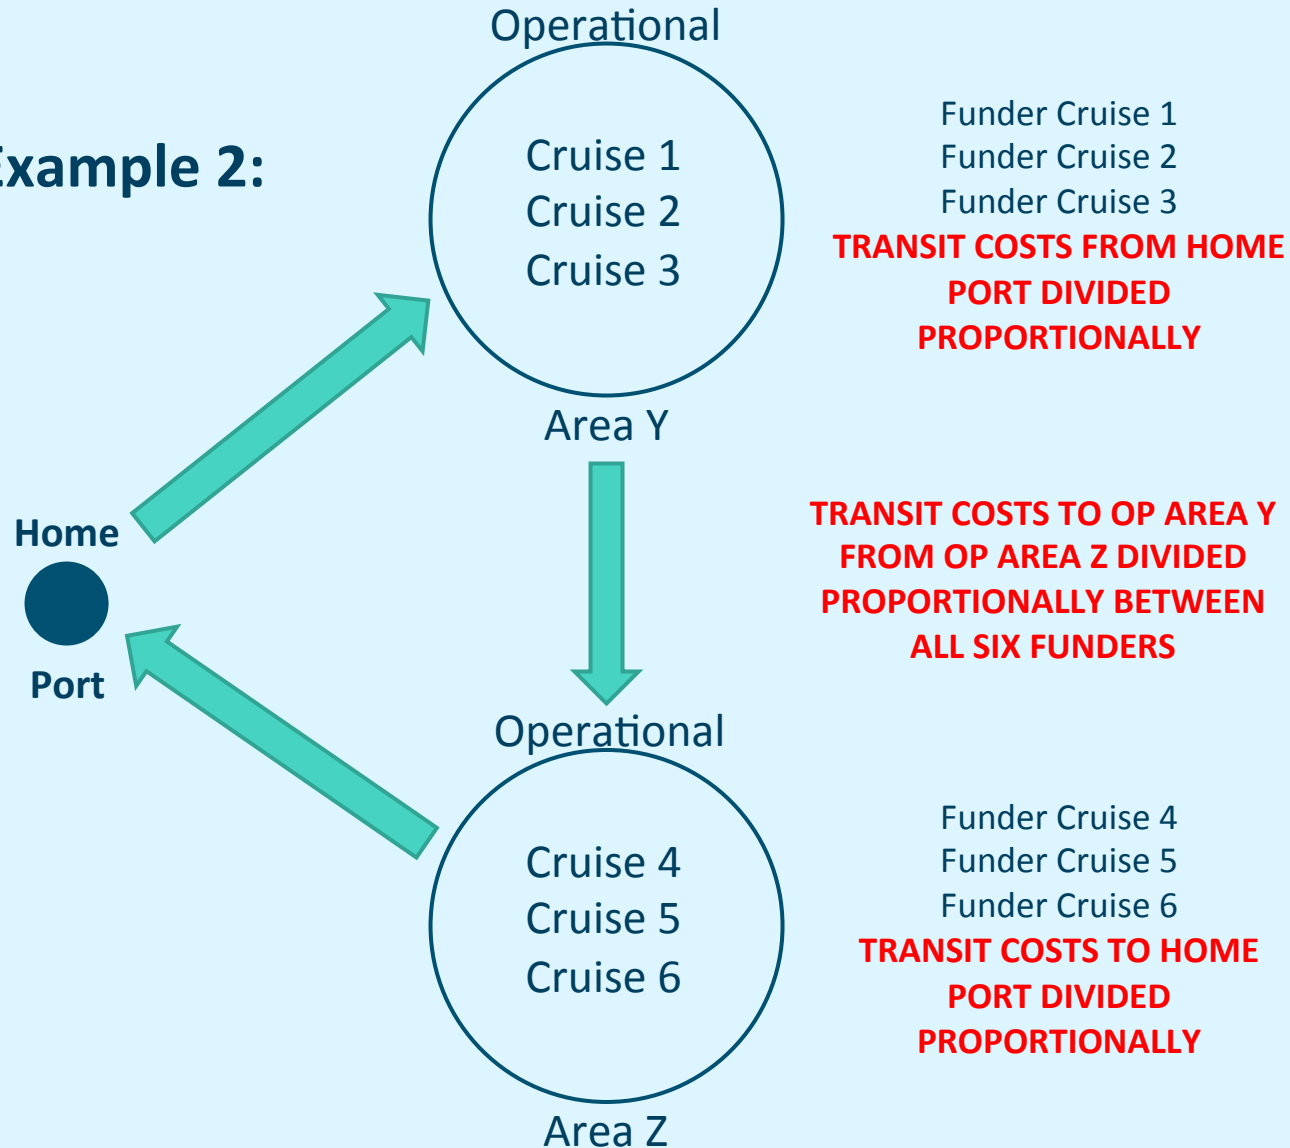 Operational
Example 2:
Cruise 1
Cruise 2
Cruise 3
Area Y
Funder Cruise 1
Funder Cruise 2
Funder Cruise 3
TRANSIT COSTS FROM HOME
PORT DIVIDED
PROPORTIONALLY
Home
Port
TRANSIT COSTS TO OP AREA Y
FROM OP AREA Z DIVIDED
PROPORTIONALLY BETWEEN
ALL SIX FUNDERS
Operational
Cruise 4
Cruise 5
Cruise 6
Area Z
Funder Cruise 4
Funder Cruise 5
Funder Cruise 6
TRANSIT COSTS TO HOME
PORT DIVIDED
PROPORTIONALLY